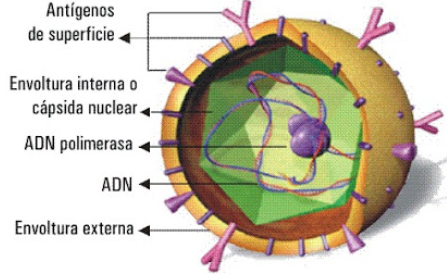 Antígenos
de superficie
Envoltura interna o
cápsida nuclear
ADN polimerasa
ADN
Envoltura externa